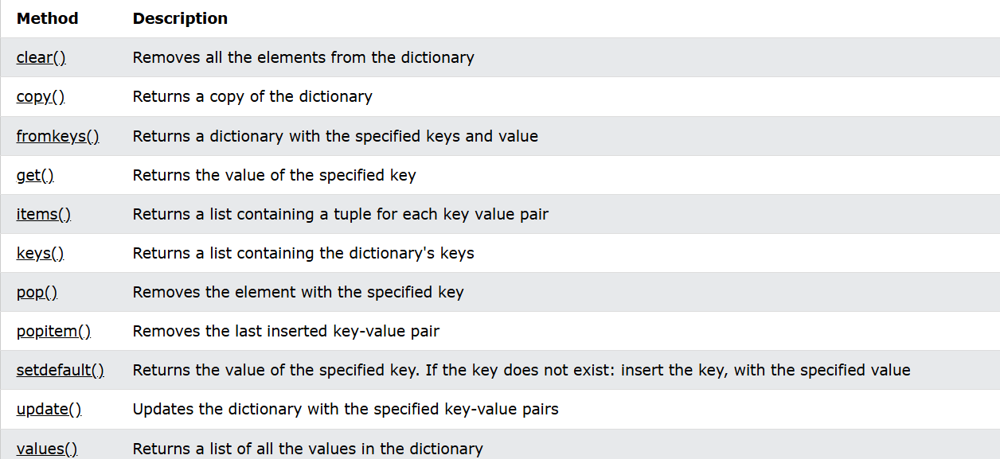 Method Description
clear() Removes all the elements from the dictionary
copy() Returns a copy of the dictionary
fromkeys() Returns a dictionary with the specified keys and value
get() Returns the value of the specified key
items() Returns a list containing a tuple for each key value pair
keys() Returns a list containing the dictionary's keys
pop() Removes the element with the specified key
popitem() Removes the last inserted key-value pair
setdefault() Returns the value of the specified key. If the key does not exist: insert the key, with the specified value
update() Updates the dictionary with the specified key-value pairs
values() Returns a list of all the values in the dictionary